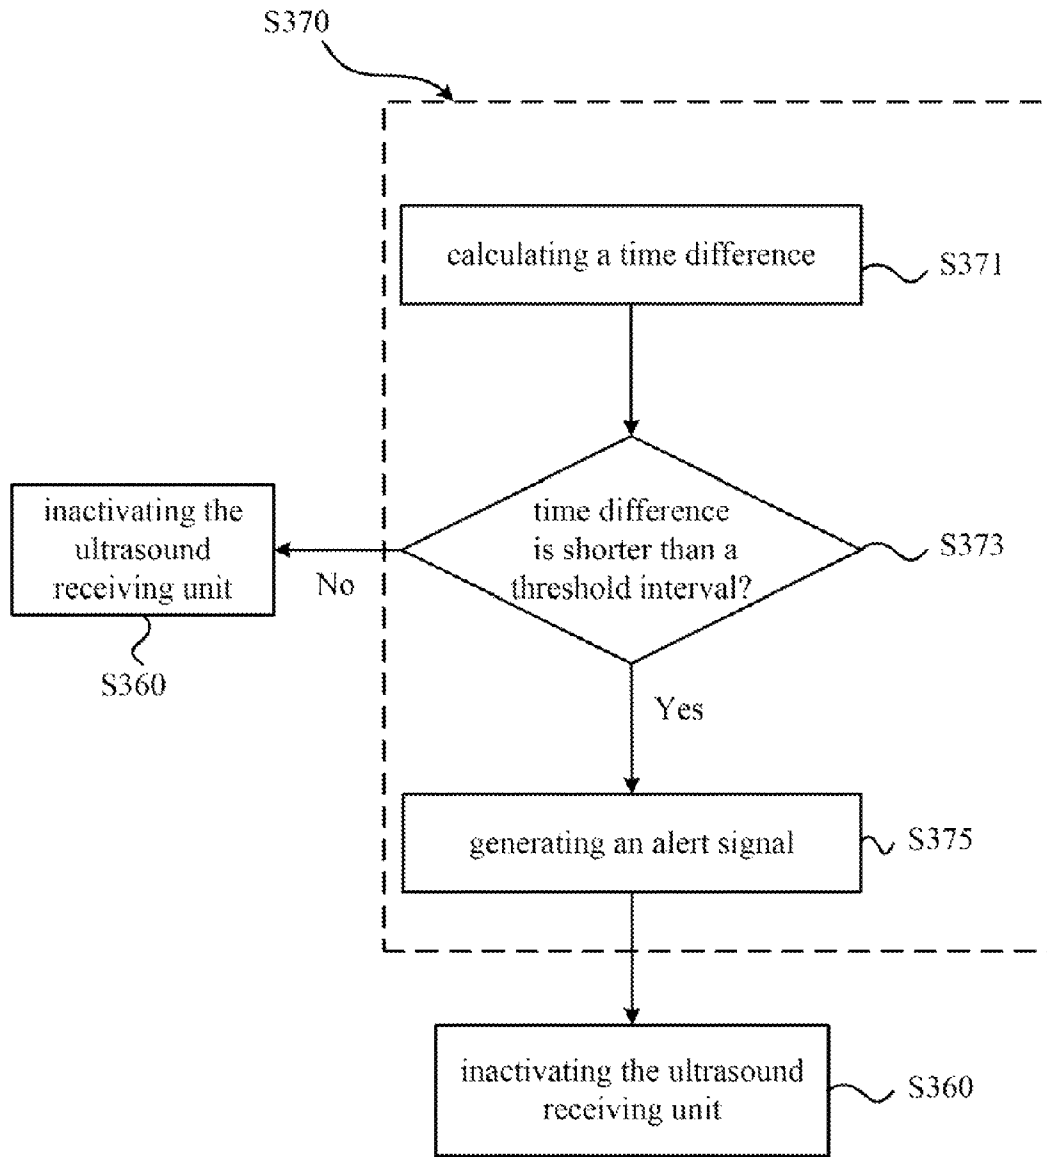 S370
calculating a time difference
S371
time difference
is shorter than a
threshold interval?
S373
inactivating the
ultrasound
receiving unit
No
S360
Yes
generating an alert signal
S375
inactivating the ultrasound
receiving unit
S360